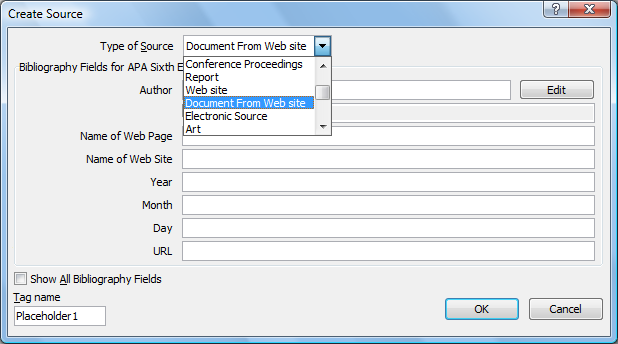 Create Source
?
Type of Source Document From Web site
Conference Proceedings
Report
Web site
Document From Web site
Electronic Source
Art
Bibliography Fields for APA Sixth E
Author Edit
Name of Web Page
Name of Web Site
Year
Month
Day
URL
Show All Bibliography Fields
Tag name
Placeholder1
OK Cancel